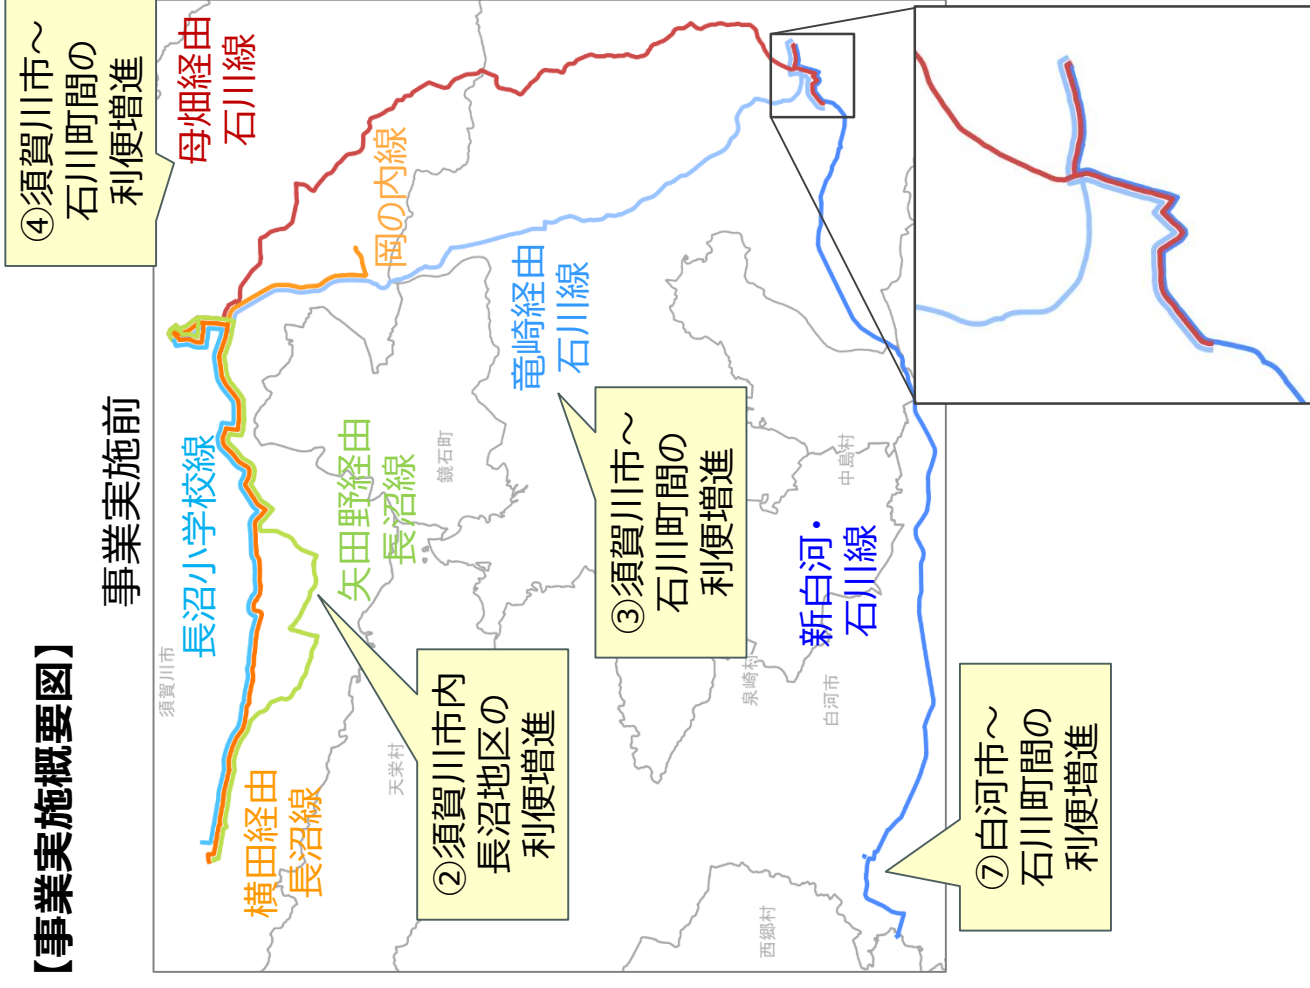 【事業実施概要図】
事業実施前
④須賀川市～
石川町間の
利便増進
母畑経由
石川線
岡の内線
竜崎経由
石川線
長沼小学校線
矢田野経由
長沼線
横田経由
長沼線
②須賀川市内
長沼地区の
利便増進
③須賀川市～
石川町間の
利便増進
新白河・
石川線
⑦白河市～
石川町間の
利便増進
須賀川市
鏡石町
天栄村
中島村
泉崎村
白河市
西郷村